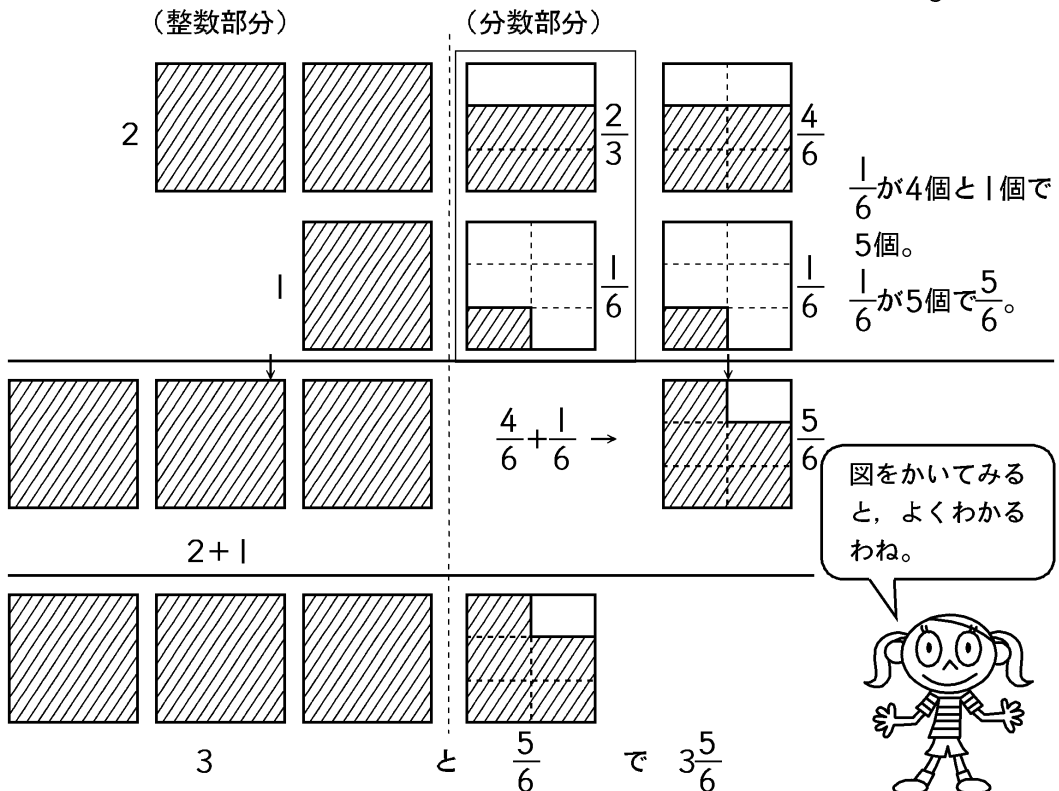 （整数部分） （分数部分）
2 2/3 4/6
1/6が4個と1個で
5個。
1 1/6 1/6
1/6が5個で5/6。
4/6+1/6 → 5/6
2+1
図をかいてみる
と，よくわかる
わね。
3 と 5/6 で 3 5/6